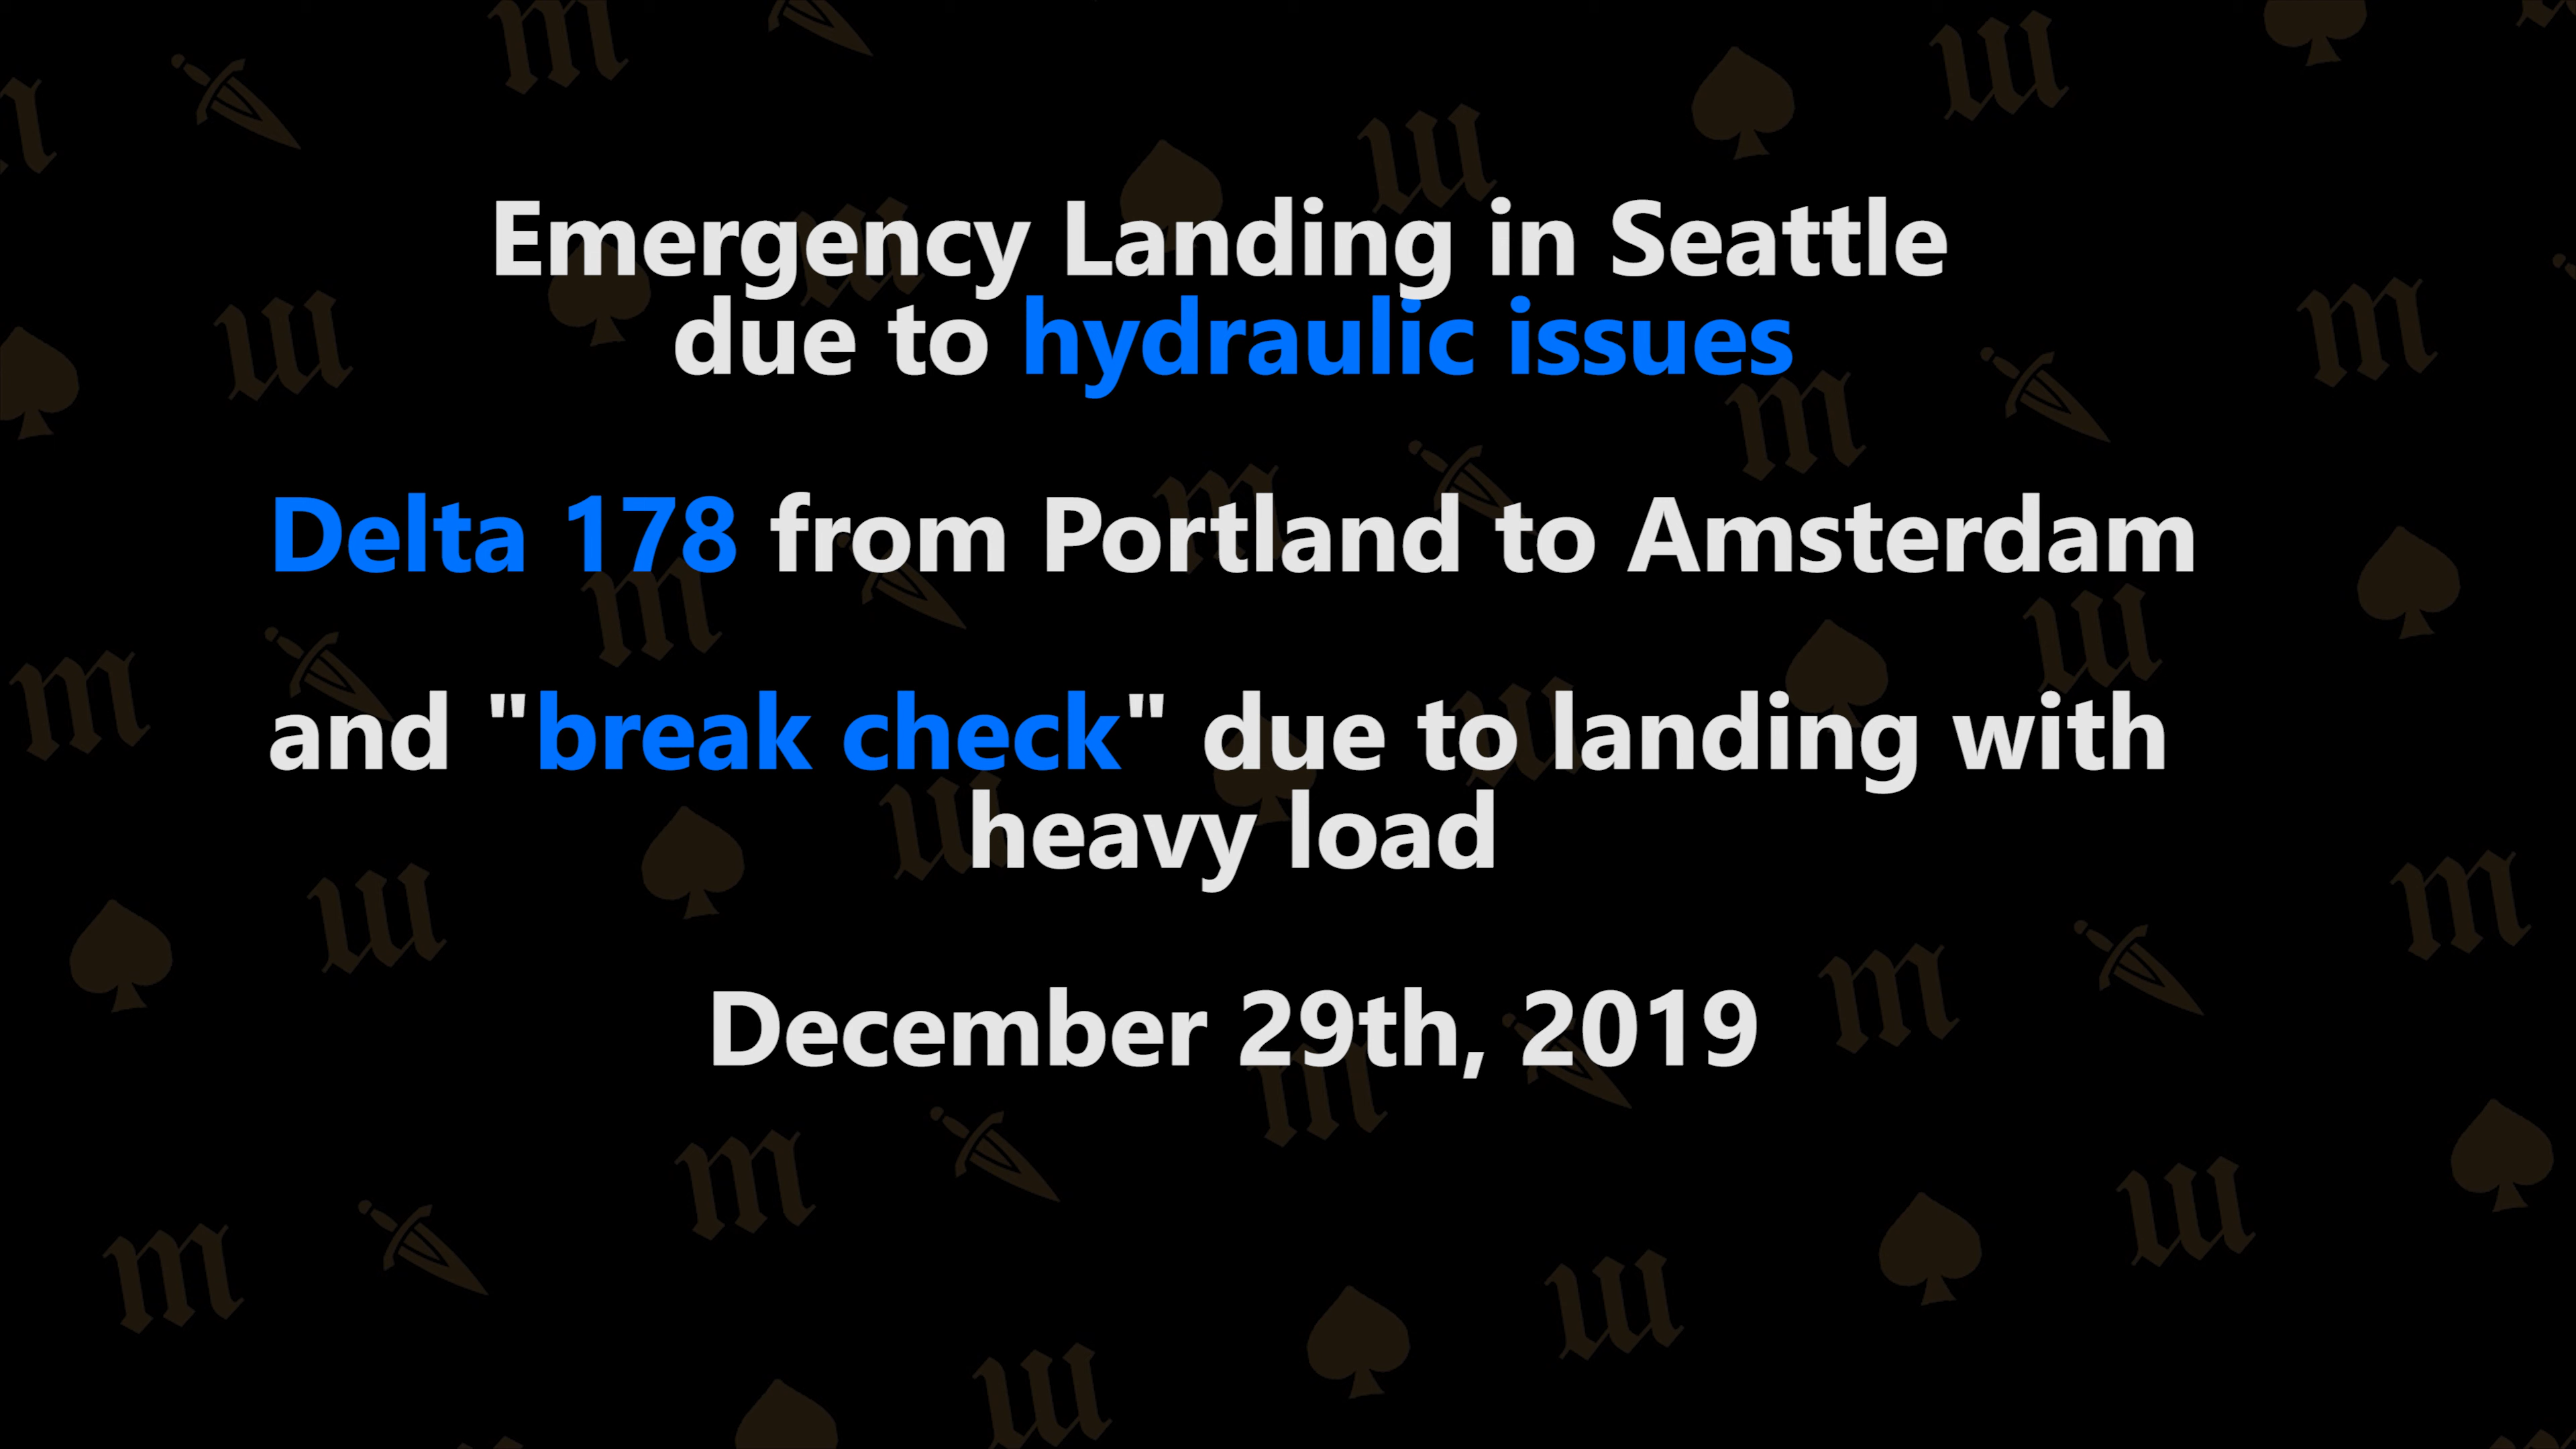 Emergency Landing in Seattle
due to hydraulic issues
Delta 178 from Portland to Amsterdam
and "break check" due to landing with
heavy load
December 29th, 2019